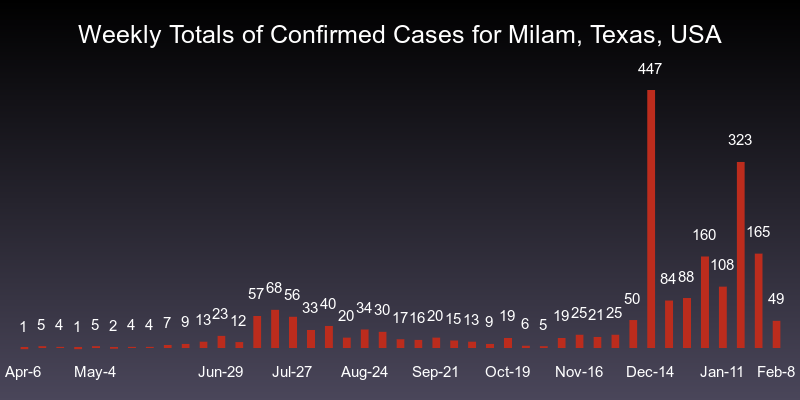 Weekly Totals of Confirmed Cases for Milam, Texas, USA
447
323
160
165
108
84 88
57 68 56
50 49
33 40
20 34 30
1 5 4 1 5 2 4 4 7 9 13 23 12
17 16 20 15 13 9 19 6 5 19 25 21 25
Apr-6 May-4 Jun-29 Jul-27 Aug-24 Sep-21 Oct-19 Nov-16 Dec-14 Jan-11 Feb-8